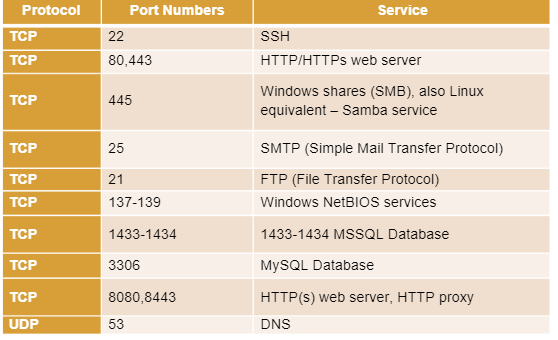 Protocol Port Numbers Service
TCP 22 SSH
TCP 80,443 HTTP/HTTPs web server
TCP 445 Windows shares (SMB), also Linux
equivalent – Samba service
TCP 25 SMTP (Simple Mail Transfer Protocol)
TCP 21 FTP (File Transfer Protocol)
TCP 137-139 Windows NetBIOS services
TCP 1433-1434 1433-1434 MSSQL Database
TCP 3306 MySQL Database
TCP 8080,8443 HTTP(s) web server, HTTP proxy
UDP 53 DNS